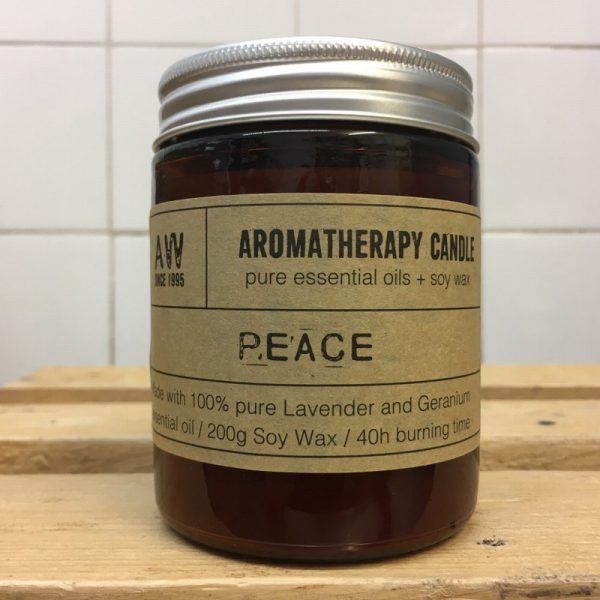 AW
SINCE 1995
AROMATHERAPY CANDLE
pure essential oils + soy wax
PEACE
Made with 100% pure Lavender and Geranium
essential oil / 200g Soy Wax / 40h burning time